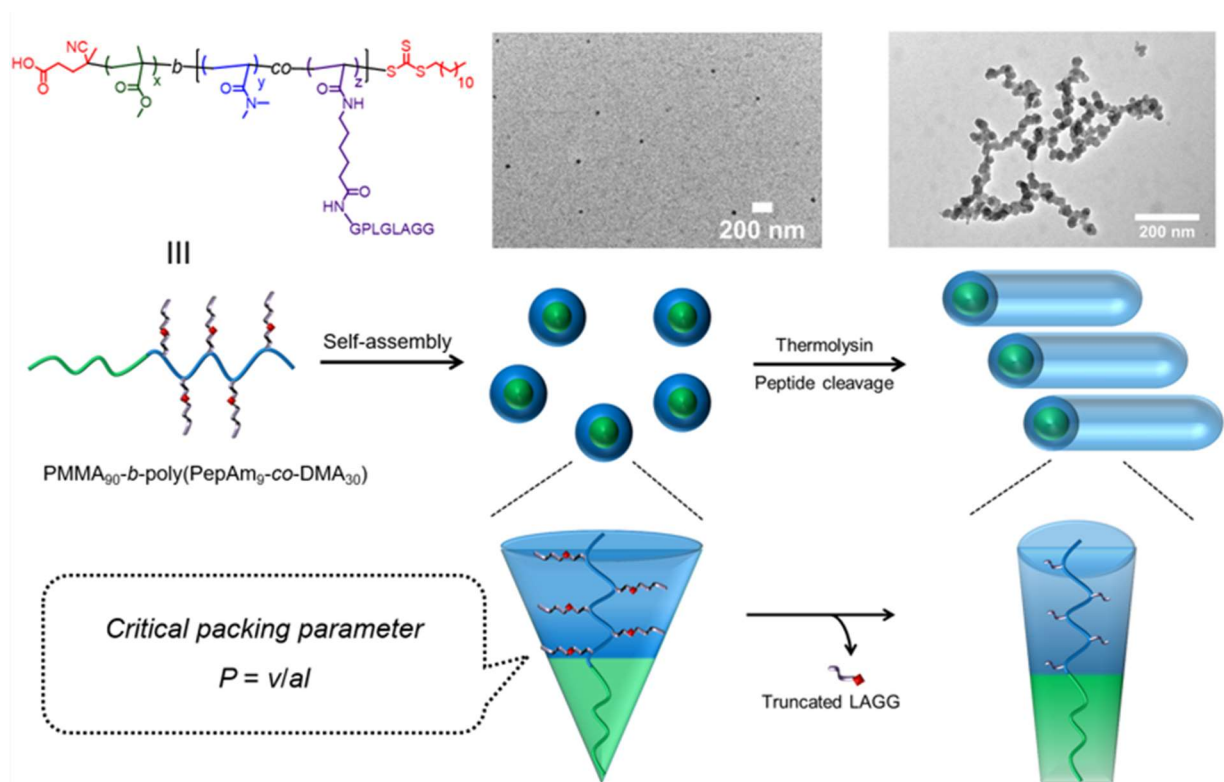 NC
HO
O
x
O
O
b
y
O
N
co
z
O
NH
S
S
S
10
O
HN
GPLGLAGG
200 nm
200 nm
III
Self-assembly
Thermolysin
Peptide cleavage
PMMA90-b-poly(PepAm9-co-DMA30)
Critical packing parameter
P = v/al
Truncated LAGG